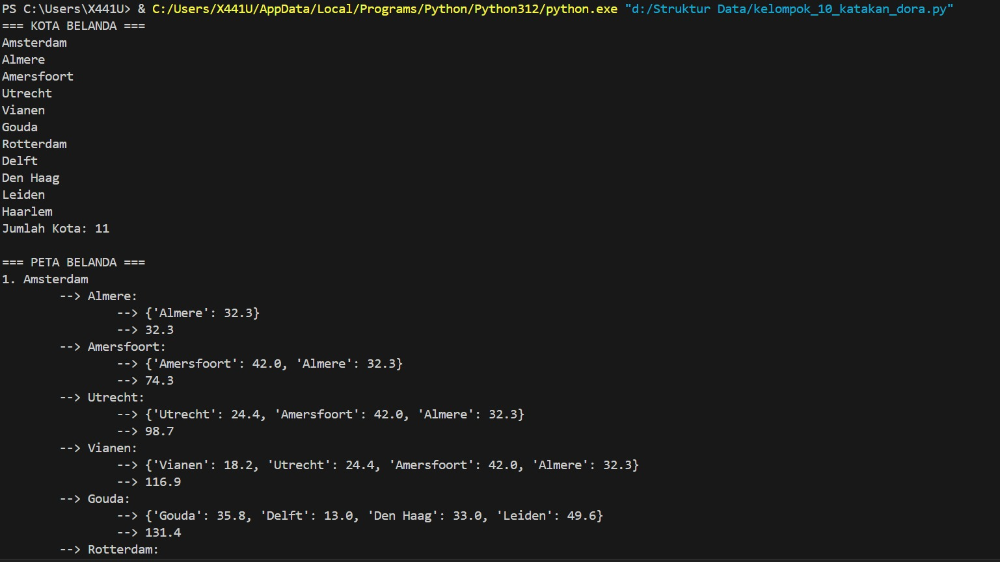 PS C:\Users\X441U> & C:/Users/X441U/AppData/Local/Programs/Python/Python312/python.exe "d:/Struktur Data/kelompok_10_katakan_dora.py"
=== KOTA BELANDA ===
Amsterdam
Almere
Amersfoort
Utrecht
Vianen
Gouda
Rotterdam
Delft
Den Haag
Leiden
Haarlem
Jumlah Kota: 11
=== PETA BELANDA ===
1. Amsterdam
--> Almere:
--> {'Almere': 32.3}
--> 32.3
--> Amersfoort:
--> {'Amersfoort': 42.0, 'Almere': 32.3}
--> 74.3
--> Utrecht:
--> {'Utrecht': 24.4, 'Amersfoort': 42.0, 'Almere': 32.3}
--> 98.7
--> Vianen:
--> {'Vianen': 18.2, 'Utrecht': 24.4, 'Amersfoort': 42.0, 'Almere': 32.3}
--> 116.9
--> Gouda:
--> {'Gouda': 35.8, 'Delft': 13.0, 'Den Haag': 33.0, 'Leiden': 49.6}
--> 131.4
--> Rotterdam: